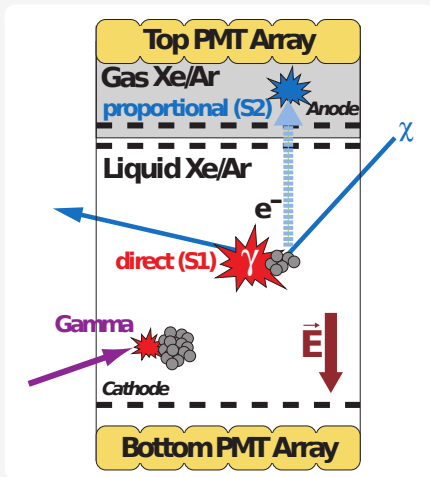 Top PMT Array
Gas Xe/Ar
proportional (S2)
Anode
Liquid Xe/Ar
χ
e⁻
direct (S1)
γ
Gamma
E⃗
Cathode
Bottom PMT Array